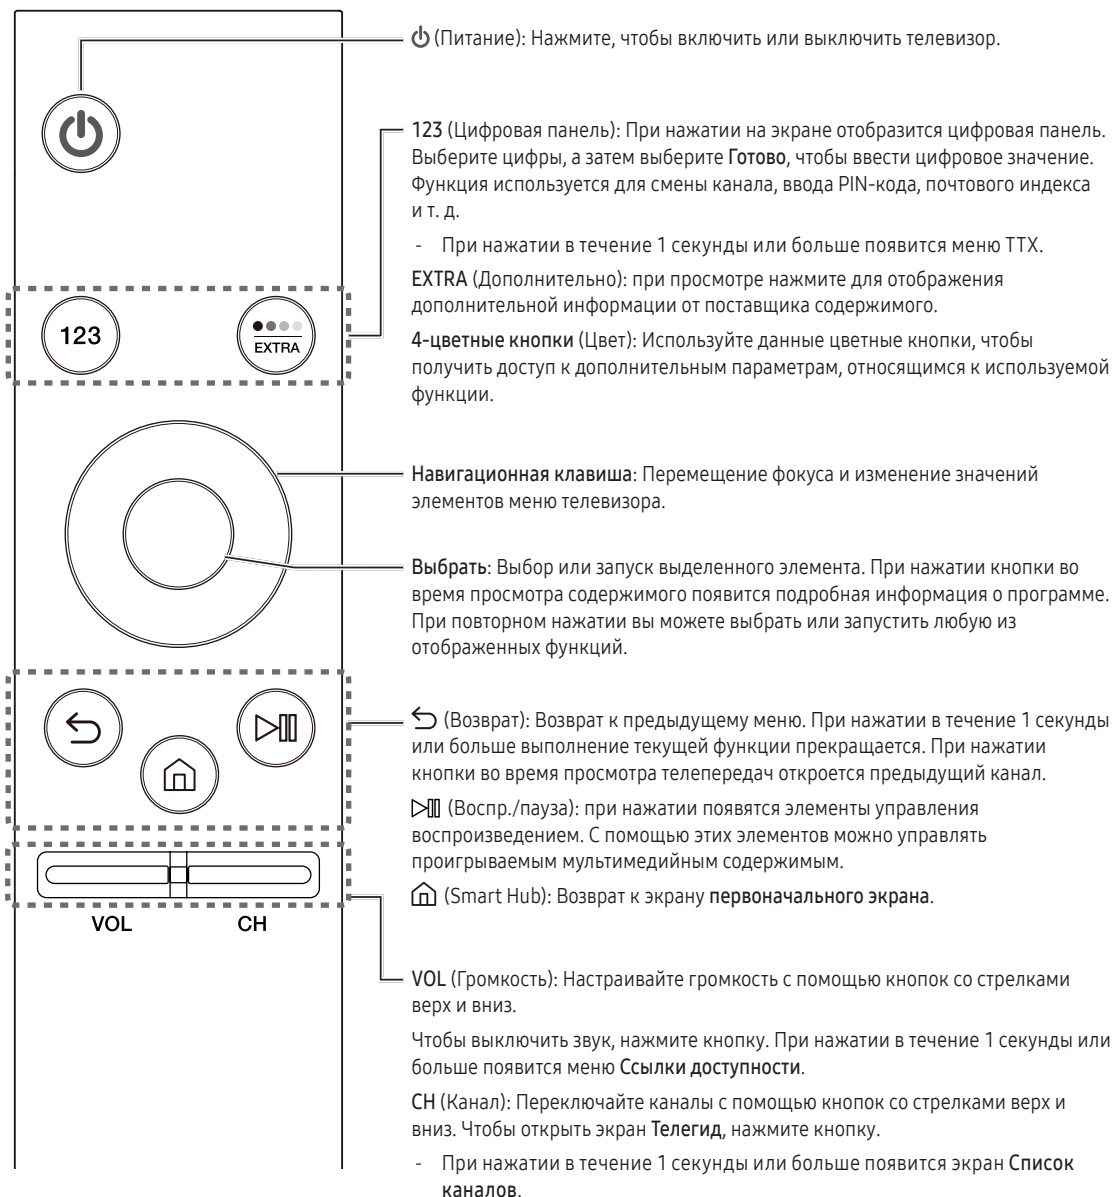 (Питание): Нажмите, чтобы включить или выключить телевизор.
123 (Цифровая панель): При нажатии на экране отобразится цифровая панель.
Выберите цифры, а затем выберите Готово, чтобы ввести цифровое значение.
Функция используется для смены канала, ввода PIN-кода, почтового индекса
и т. д.
- При нажатии в течение 1 секунды или больше появится меню TTX.
EXTRA (Дополнительно): при просмотре нажмите для отображения
дополнительной информации от поставщика содержимого.
4-цветные кнопки (Цвет): Используйте данные цветные кнопки, чтобы
получить доступ к дополнительным параметрам, относящимся к используемой
функции.
123
EXTRA
Навигационная клавиша: Перемещение фокуса и изменение значений
элементов меню телевизора.
Выбрать: Выбор или запуск выделенного элемента. При нажатии кнопки во
время просмотра содержимого появится подробная информация о программе.
При повторном нажатии вы можете выбрать или запустить любую из
отображенных функций.
(Возврат): Возврат к предыдущему меню. При нажатии в течение 1 секунды
или больше выполнение текущей функции прекращается. При нажатии
кнопки во время просмотра телепередач откроется предыдущий канал.
(Воспр./пауза): при нажатии появятся элементы управления
воспроизведением. С помощью этих элементов можно управлять
проигрываемым мультимедийным содержимым.
(Smart Hub): Возврат к экрану первоначального экрана.
VOL
CH
VOL (Громкость): Настраивайте громкость с помощью кнопок со стрелками
верх и вниз.
Чтобы выключить звук, нажмите кнопку. При нажатии в течение 1 секунды или
больше появится меню Ссылки доступности.
CH (Канал): Переключайте каналы с помощью кнопок со стрелками верх и
вниз. Чтобы открыть экран Телегид, нажмите кнопку.
- При нажатии в течение 1 секунды или больше появится экран Список
каналов.